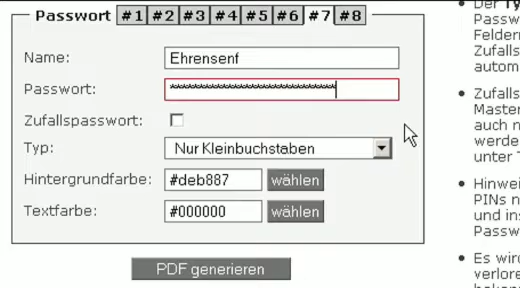 Passwort #1 #2 #3 #4 #5 #6 #7 #8
Name: Ehrensenf
Passwort:
Zufallspasswort:
Typ: Nur Kleinbuchstaben
Hintergrundfarbe: #deb887 wählen
Textfarbe: #000000 wählen
PDF generieren
Der
Passw
Felder
Zufalls
autom
Zufalls
Master
auch n
werde
unter
Hinwei
PINs n
und ins
Passw
Es wird
verlore